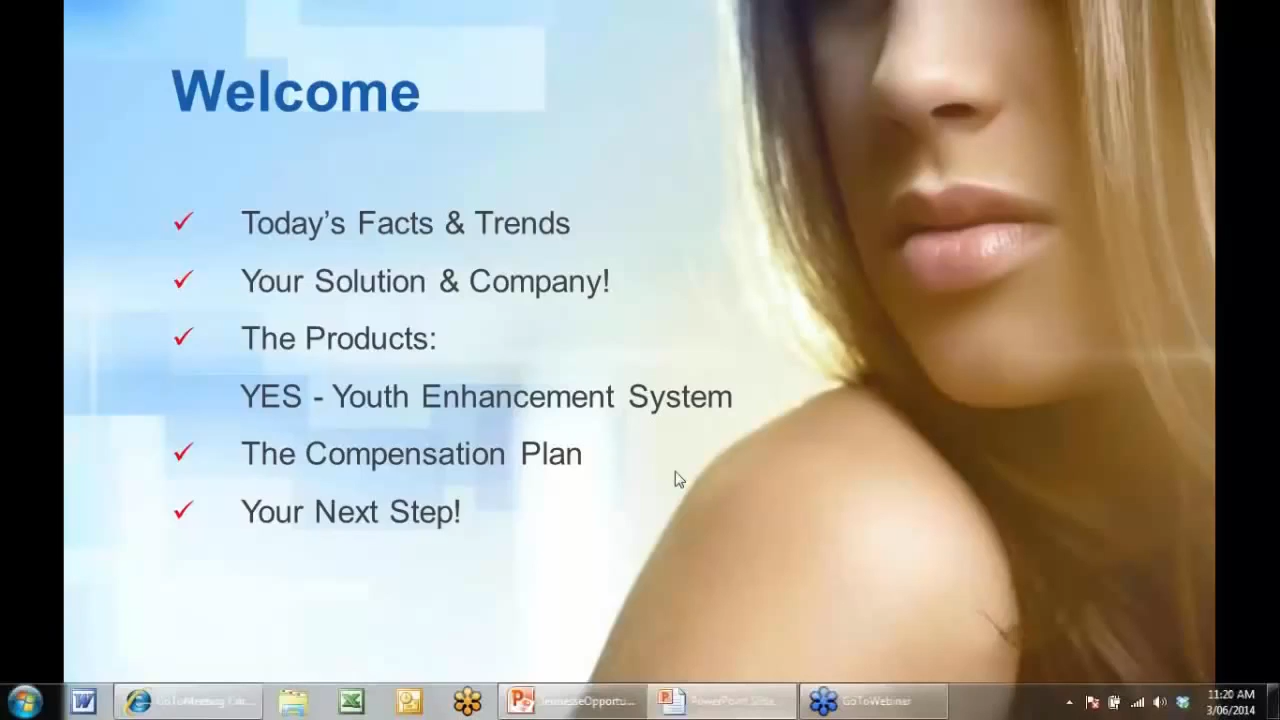 Welcome
✓ Today's Facts & Trends
✓ Your Solution & Company!
✓ The Products:
YES - Youth Enhancement System
✓ The Compensation Plan
✓ Your Next Step!
GoToWebinar
11:20 AM
3/06/2014